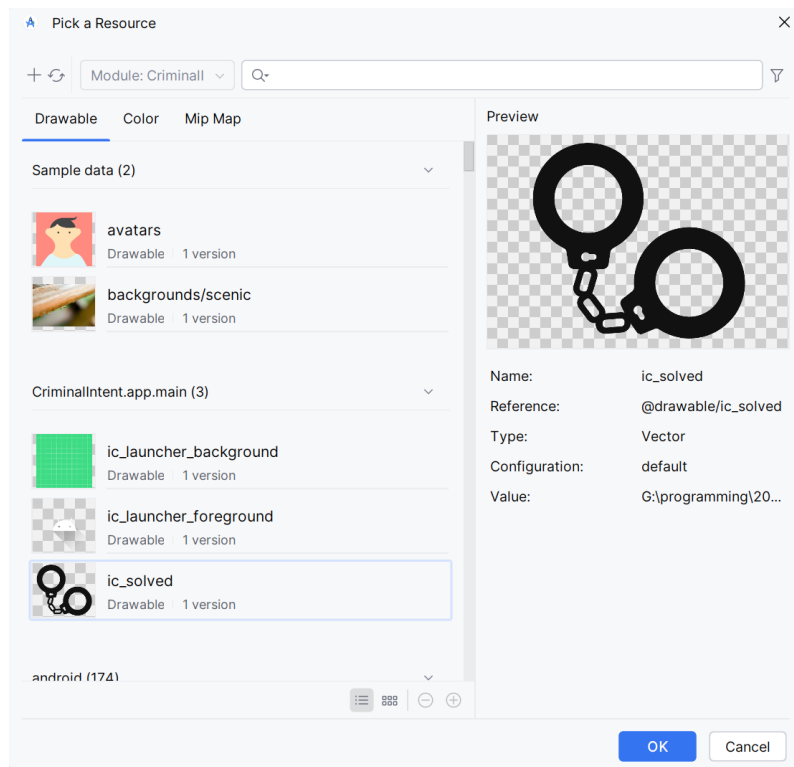 Pick a Resource
Module: Criminall
Drawable Color Mip Map
Sample data (2)
avatars
Drawable 1 version
backgrounds/scenic
Drawable 1 version
CriminalIntent.app.main (3)
ic_launcher_background
Drawable 1 version
ic_launcher_foreground
Drawable 1 version
ic_solved
Drawable 1 version
android (174)
Preview
Name: ic_solved
Reference: @drawable/ic_solved
Type: Vector
Configuration: default
Value: G:\programming\20...
OK Cancel